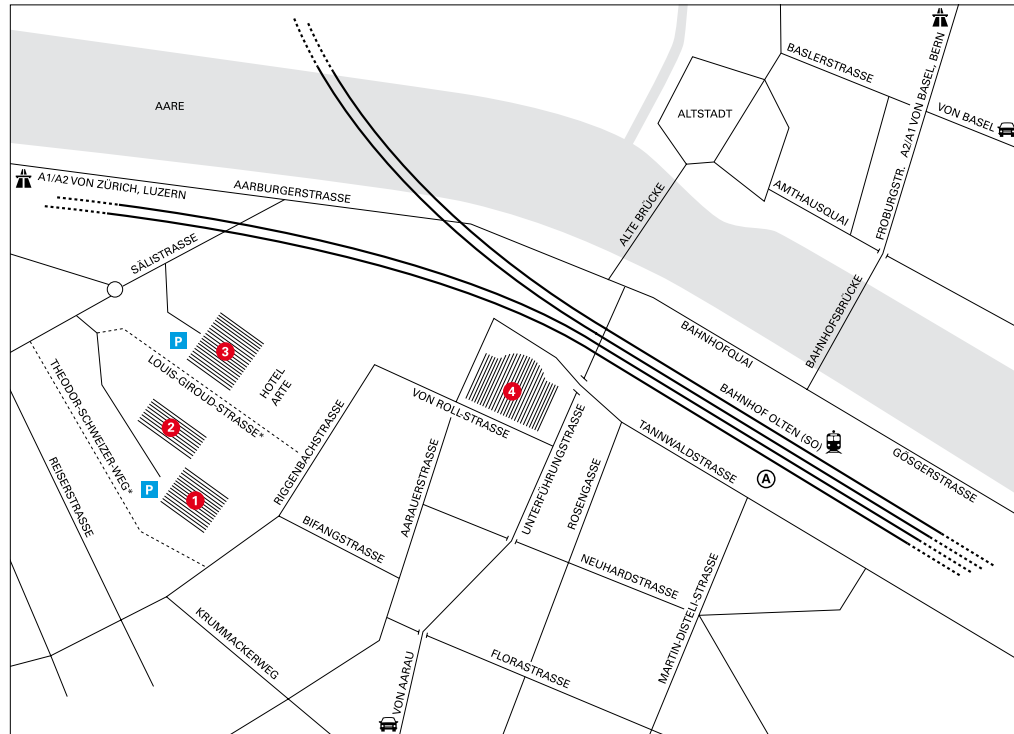 BASLERSTRASSE
A2/A1 VON BASEL, BERN
VON BASEL
AARE
ALTSTADT
A1/A2 VON ZÜRICH, LUZERN
AARBURGERSTRASSE
AMTHAUSQUAI
FROBURGSTR.
ALTE BRÜCKE
SÄLISTRASSE
BAHNHOFSBRÜCKE
BAHNHOFQUAI
P
3
HOTEL
ARTE
LOUIS-GIROUD-STRASSE*
THEODOR-SCHWEIZER-WEG*
4
VON ROLL-STRASSE
BAHNHOF OLTEN (SO)
GÖSGERSTRASSE
2
TANNWALDSTRASSE
A
P
1
RIGGENBACHSTRASSE
REISERSTRASSE
AARAUERSTRASSE
UNTERFÜHRUNGSTRASSE
ROSENGASSE
BIFANGSTRASSE
NEUHARDSTRASSE
MARTIN-DISTELI-STRASSE
KRUMMACKERWEG
FLORASTRASSE
VON AARAU